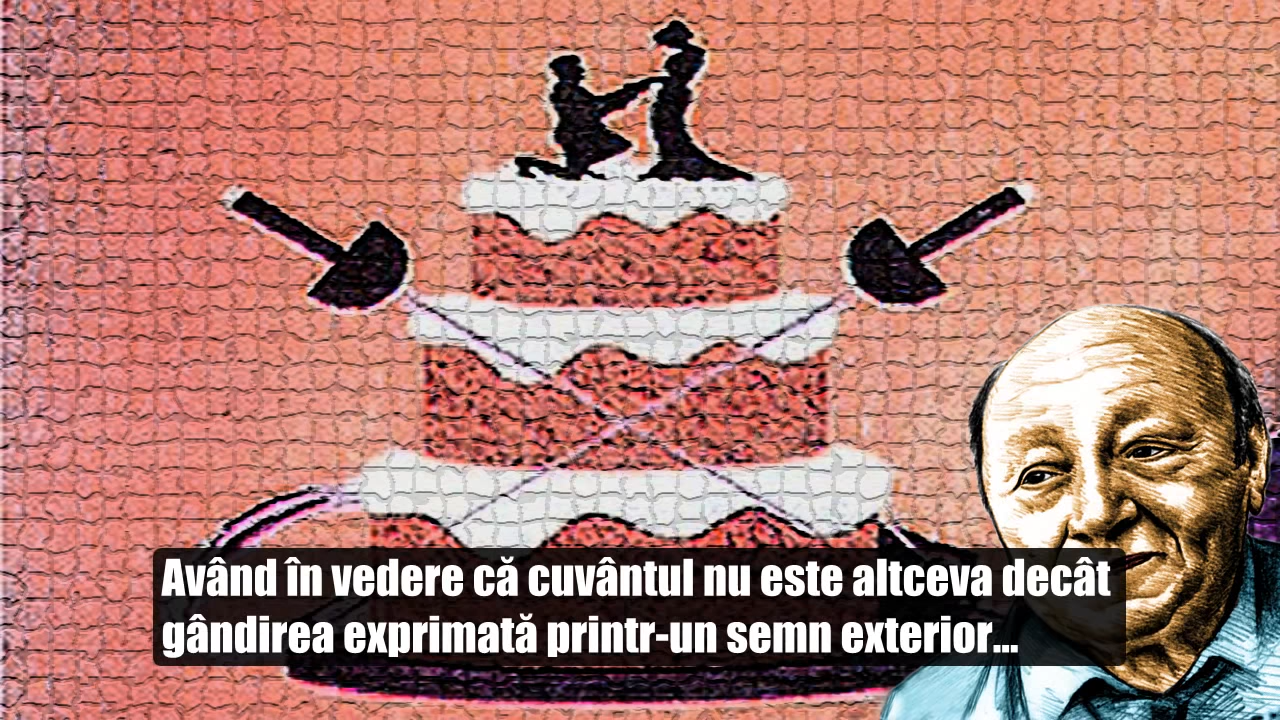 Având în vedere că cuvântul nu este altceva decât
gândirea exprimată printr-un semn exterior...